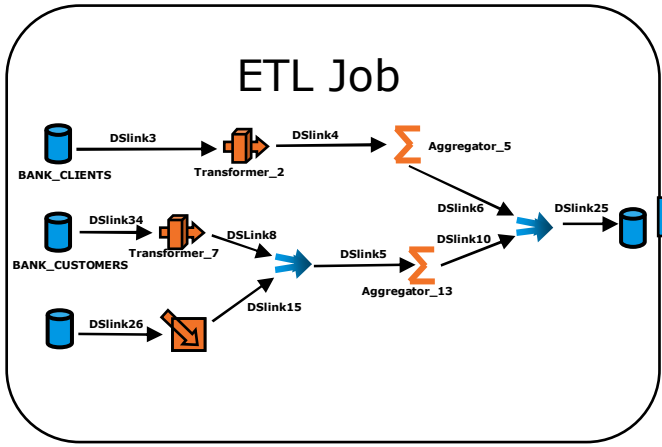 ETL Job
DSlink3
DSlink4
Aggregator_5
BANK_CLIENTS
Transformer_2
DSlink34
DSLink8
DSlink6
DSlink25
BANK_CUSTOMERS
Transformer_7
DSlink5
DSlink10
Aggregator_13
DSlink26
DSlink15